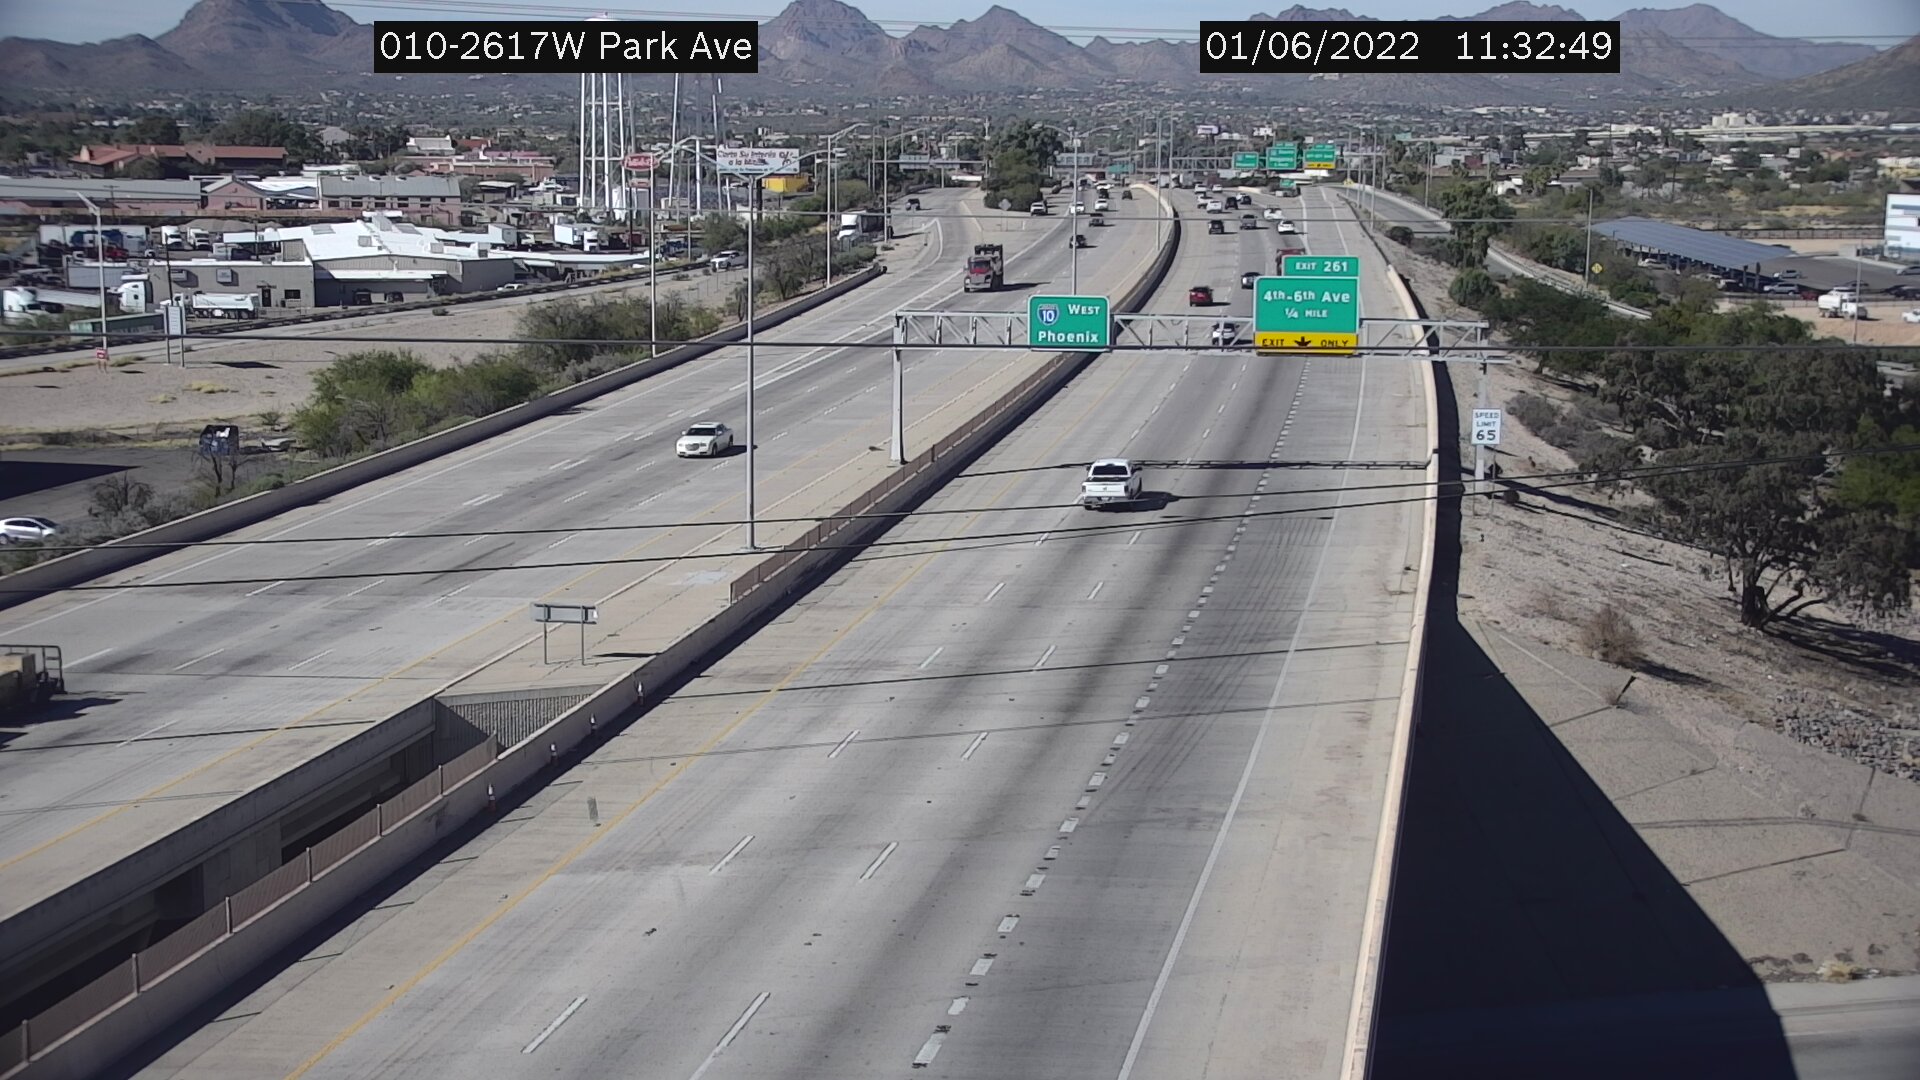 010-2617W Park Ave
01/06/2022 11:32:49
EXIT 261
4th-6th Ave
1/4 MILE
EXIT ONLY
10
WEST
Phoenix
SPEED
LIMIT
65